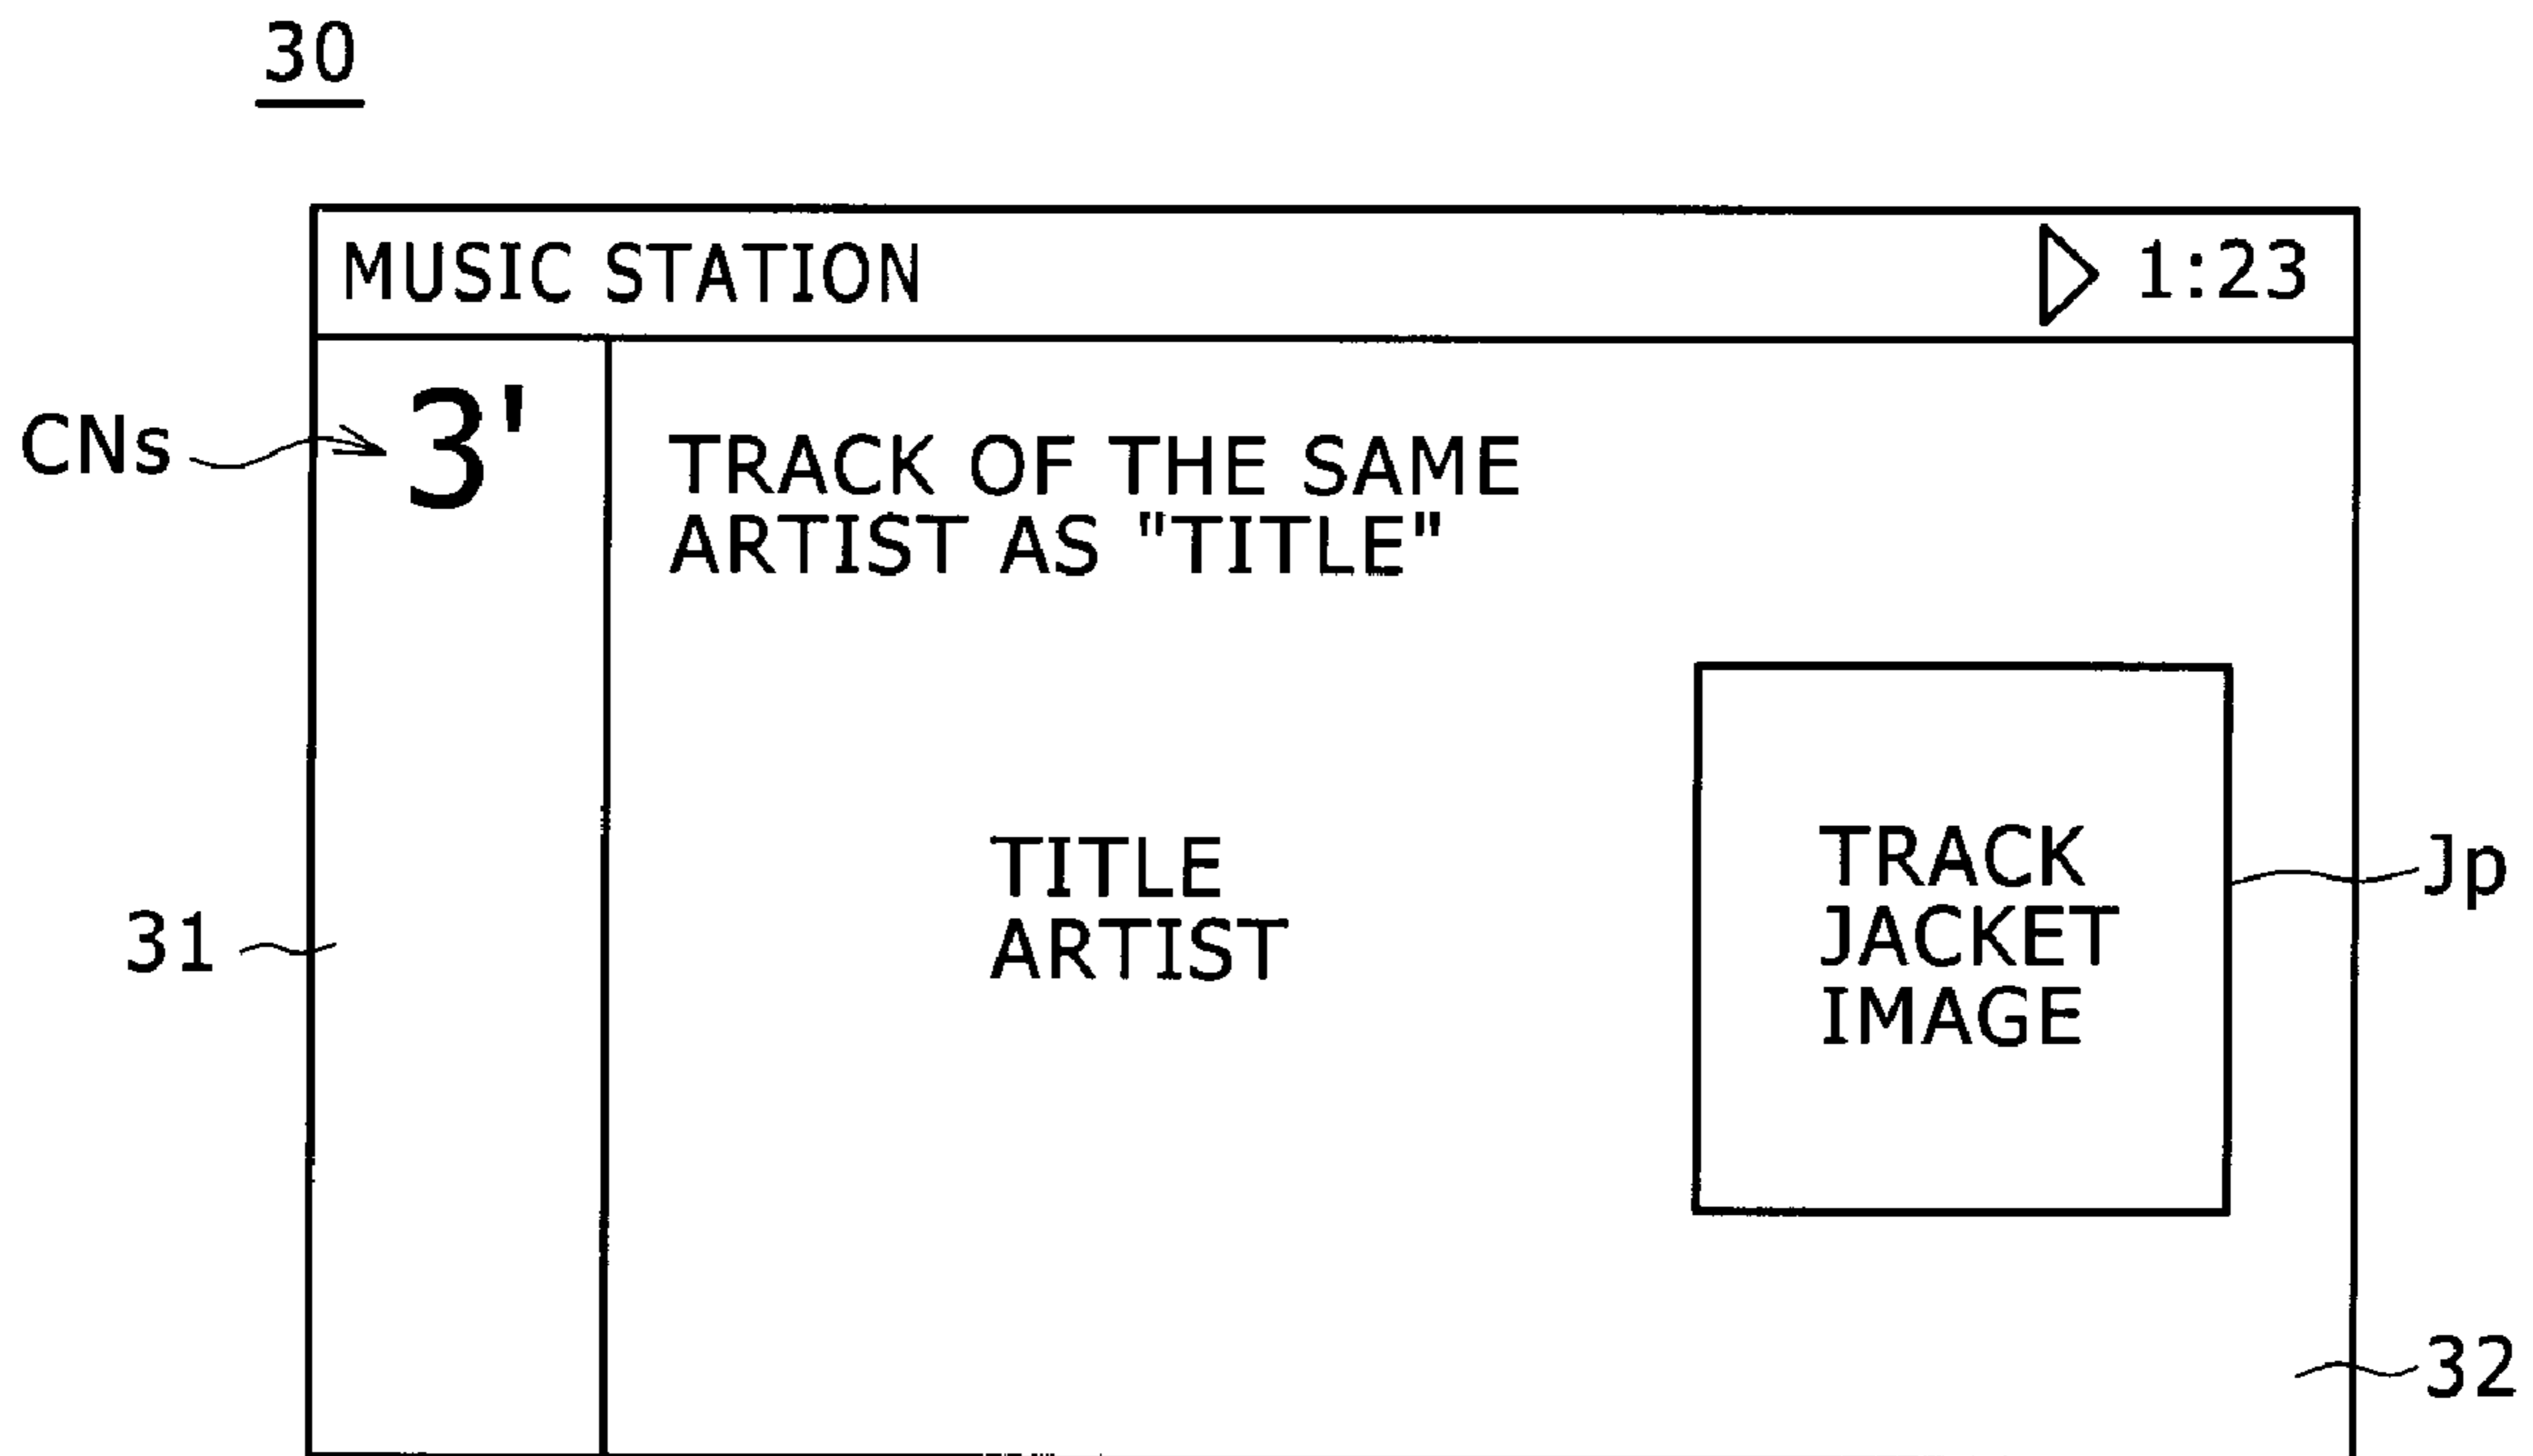 30
MUSIC STATION
1:23
CNs
3'
TRACK OF THE SAME
ARTIST AS "TITLE"
TITLE
ARTIST
TRACK
JACKET
IMAGE
Jp
31
32